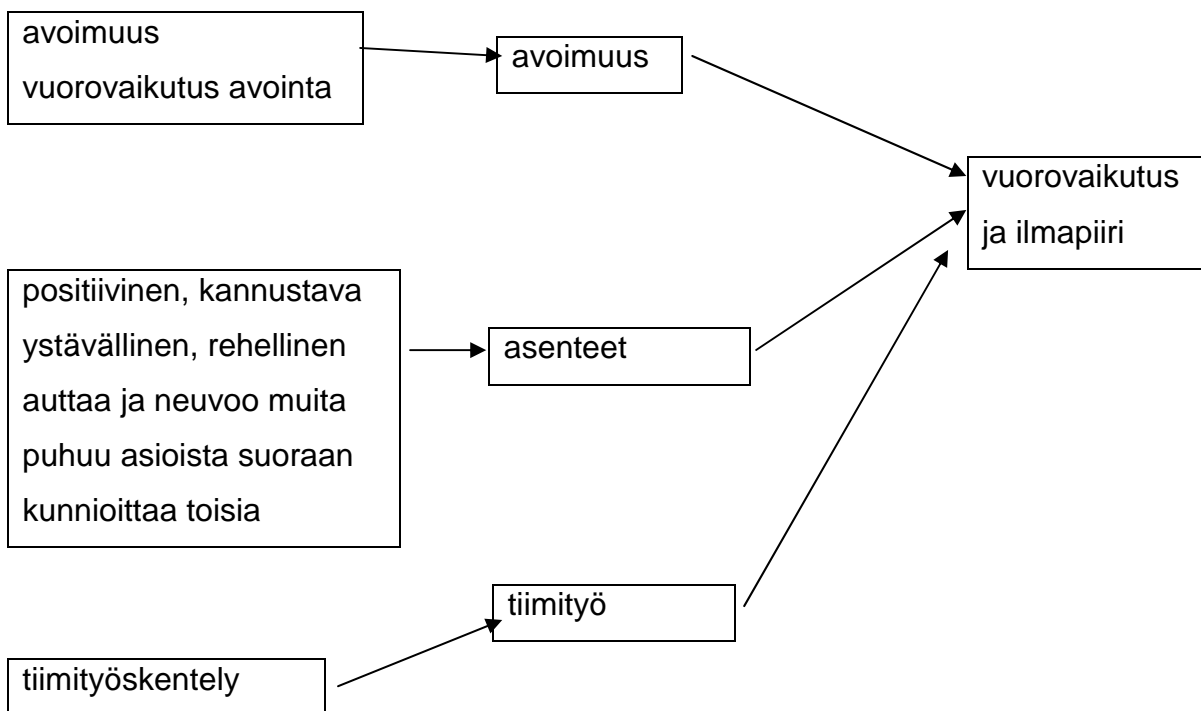 avoimuus
vuorovaikutus avointa
avoimuus
vuorovaikutus
ja ilmapiiri
positiivinen, kannustava
ystävällinen, rehellinen
auttaa ja neuvoo muita
puhuu asioista suoraan
kunnioittaa toisia
asenteet
tiimityö
tiimityöskentely